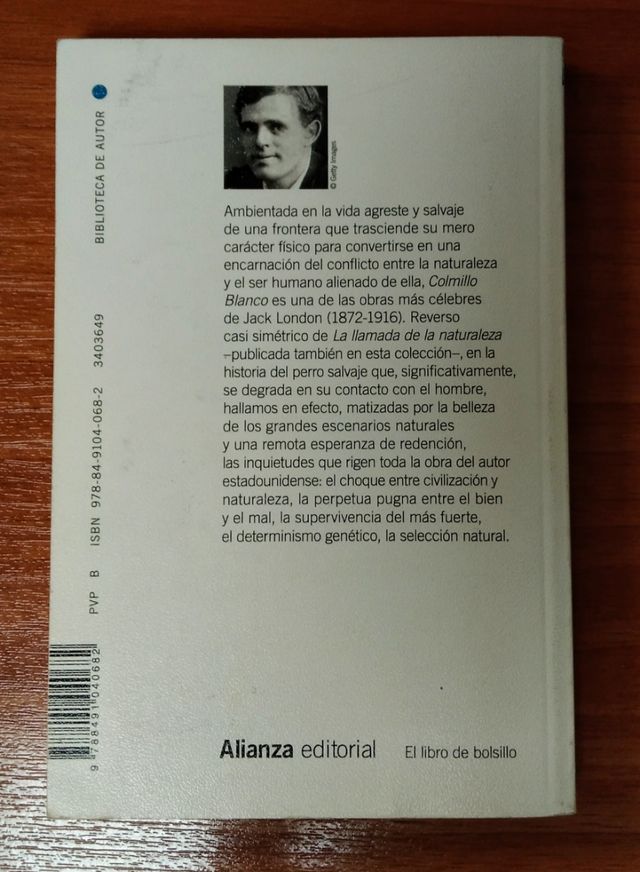 © Getty Images
Ambientada en la vida agreste y salvaje
de una frontera que trasciende su mero
carácter físico para convertirse en una
encarnación del conflicto entre la naturaleza
y el ser humano alienado de ella, Colmillo
Blanco es una de las obras más célebres
de Jack London (1872-1916). Reverso
casi simétrico de La llamada de la naturaleza
–publicada también en esta colección–, en la
historia del perro salvaje que, significativamente,
se degrada en su contacto con el hombre,
hallamos en efecto, matizadas por la belleza
de los grandes escenarios naturales
y una remota esperanza de redención,
las inquietudes que rigen toda la obra del autor
estadounidense: el choque entre civilización y
naturaleza, la perpetua pugna entre el bien
y el mal, la supervivencia del más fuerte,
el determinismo genético, la selección natural.
Alianza editorial El libro de bolsillo
PVP B ISBN 978-84-9104-068-2 3403649 BIBLIOTECA DE AUTOR
9 788491 040682